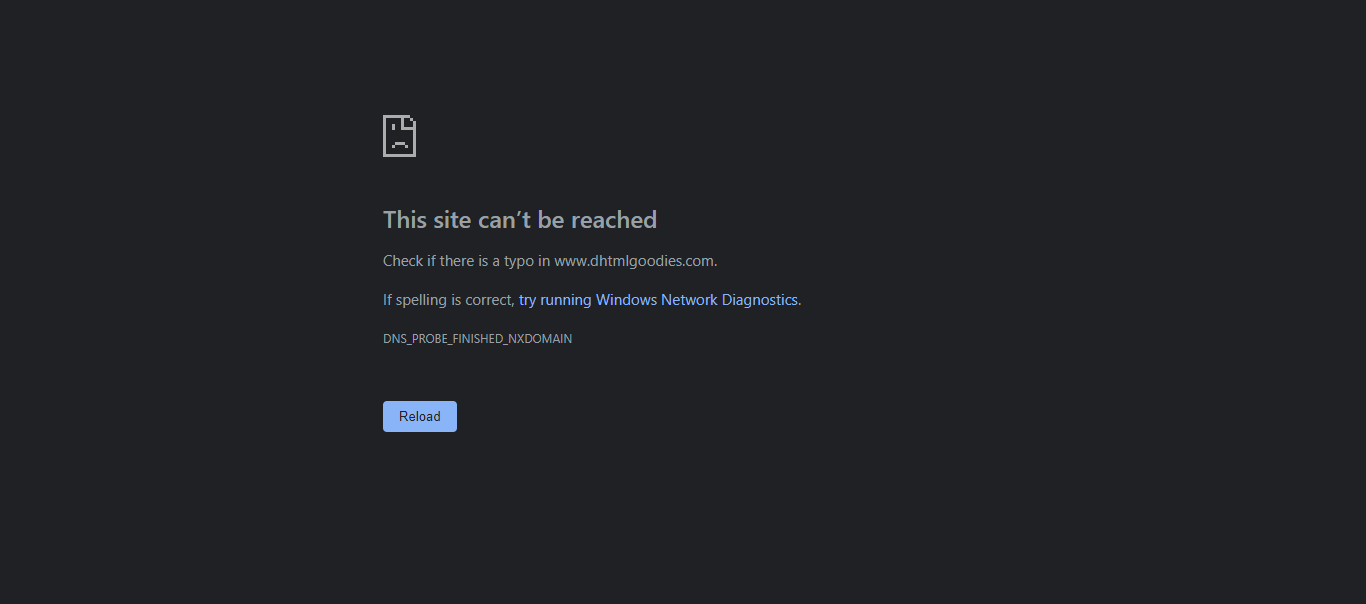 This site can’t be reached
Check if there is a typo in www.dhtmlgoodies.com.
If spelling is correct, try running Windows Network Diagnostics.
DNS_PROBE_FINISHED_NXDOMAIN
Reload